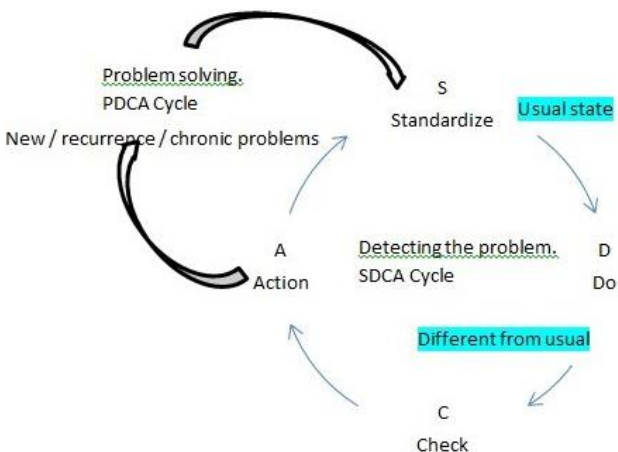 Problem solving.
PDCA Cycle
New / recurrence / chronic problems
S
Standardize
Usual state
A
Action
Detecting the problem.
SDCA Cycle
D
Do
Different from usual
C
Check